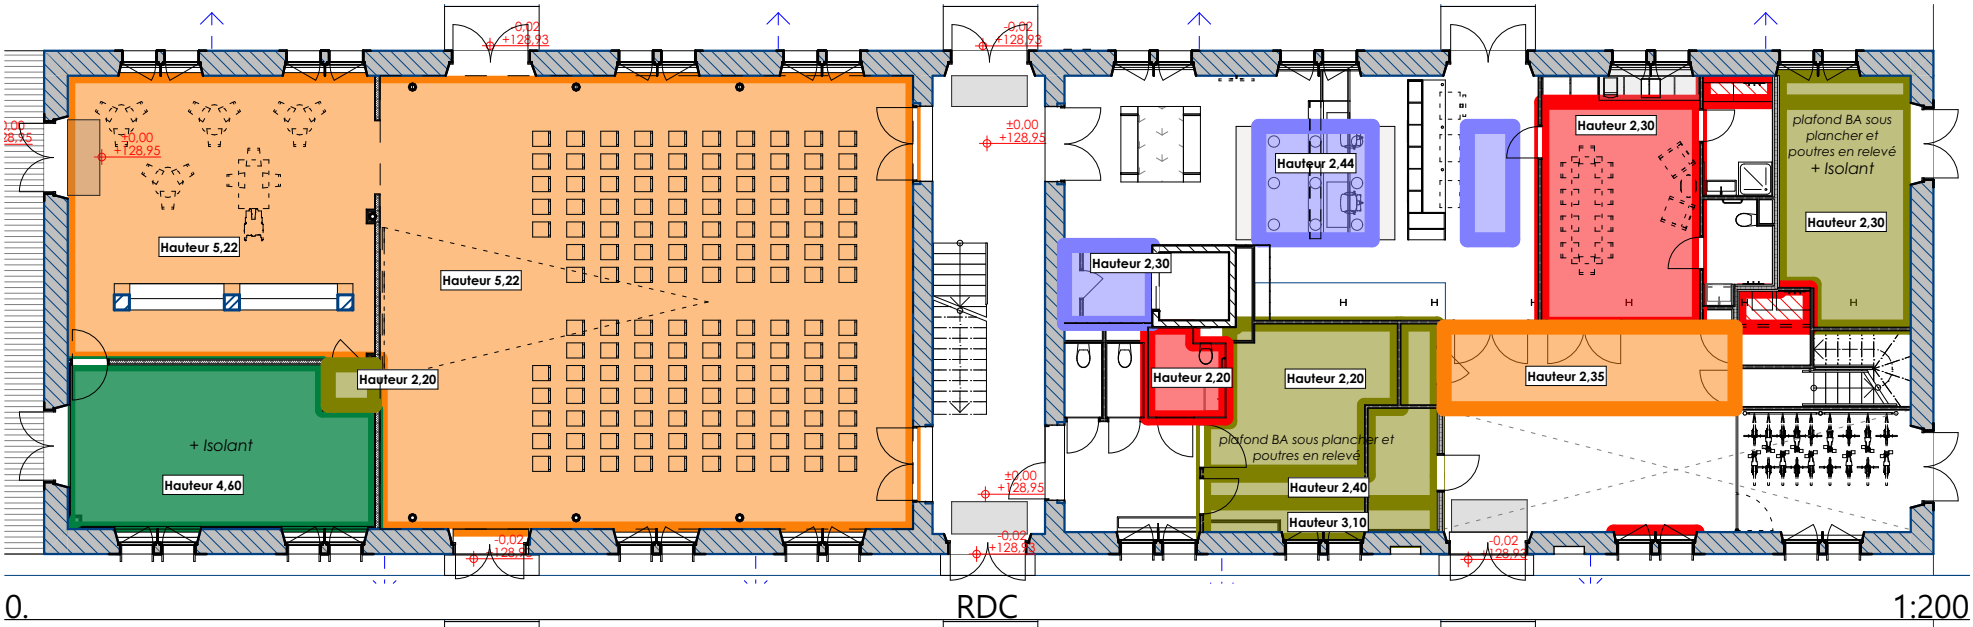 -0,02
+128,93
-0,02
+128,93
0,00
±0,00
+128,95
±0,00
+128,95
Hauteur 2,30
plafond BA sous
plancher et
poutres en relevé
+ Isolant
Hauteur 2,44
Hauteur 2,30
Hauteur 5,22
Hauteur 5,22
Hauteur 2,30
H
H
H
H
H
H
Hauteur 2,20
Hauteur 2,20
Hauteur 2,20
Hauteur 2,35
+ Isolant
plafond BA sous plancher et
poutres en relevé
Hauteur 4,60
Hauteur 2,40
Hauteur 3,10
±0,00
+128,95
-0,02
-0,02
+128,93
-0,02
0.
RDC
1:200